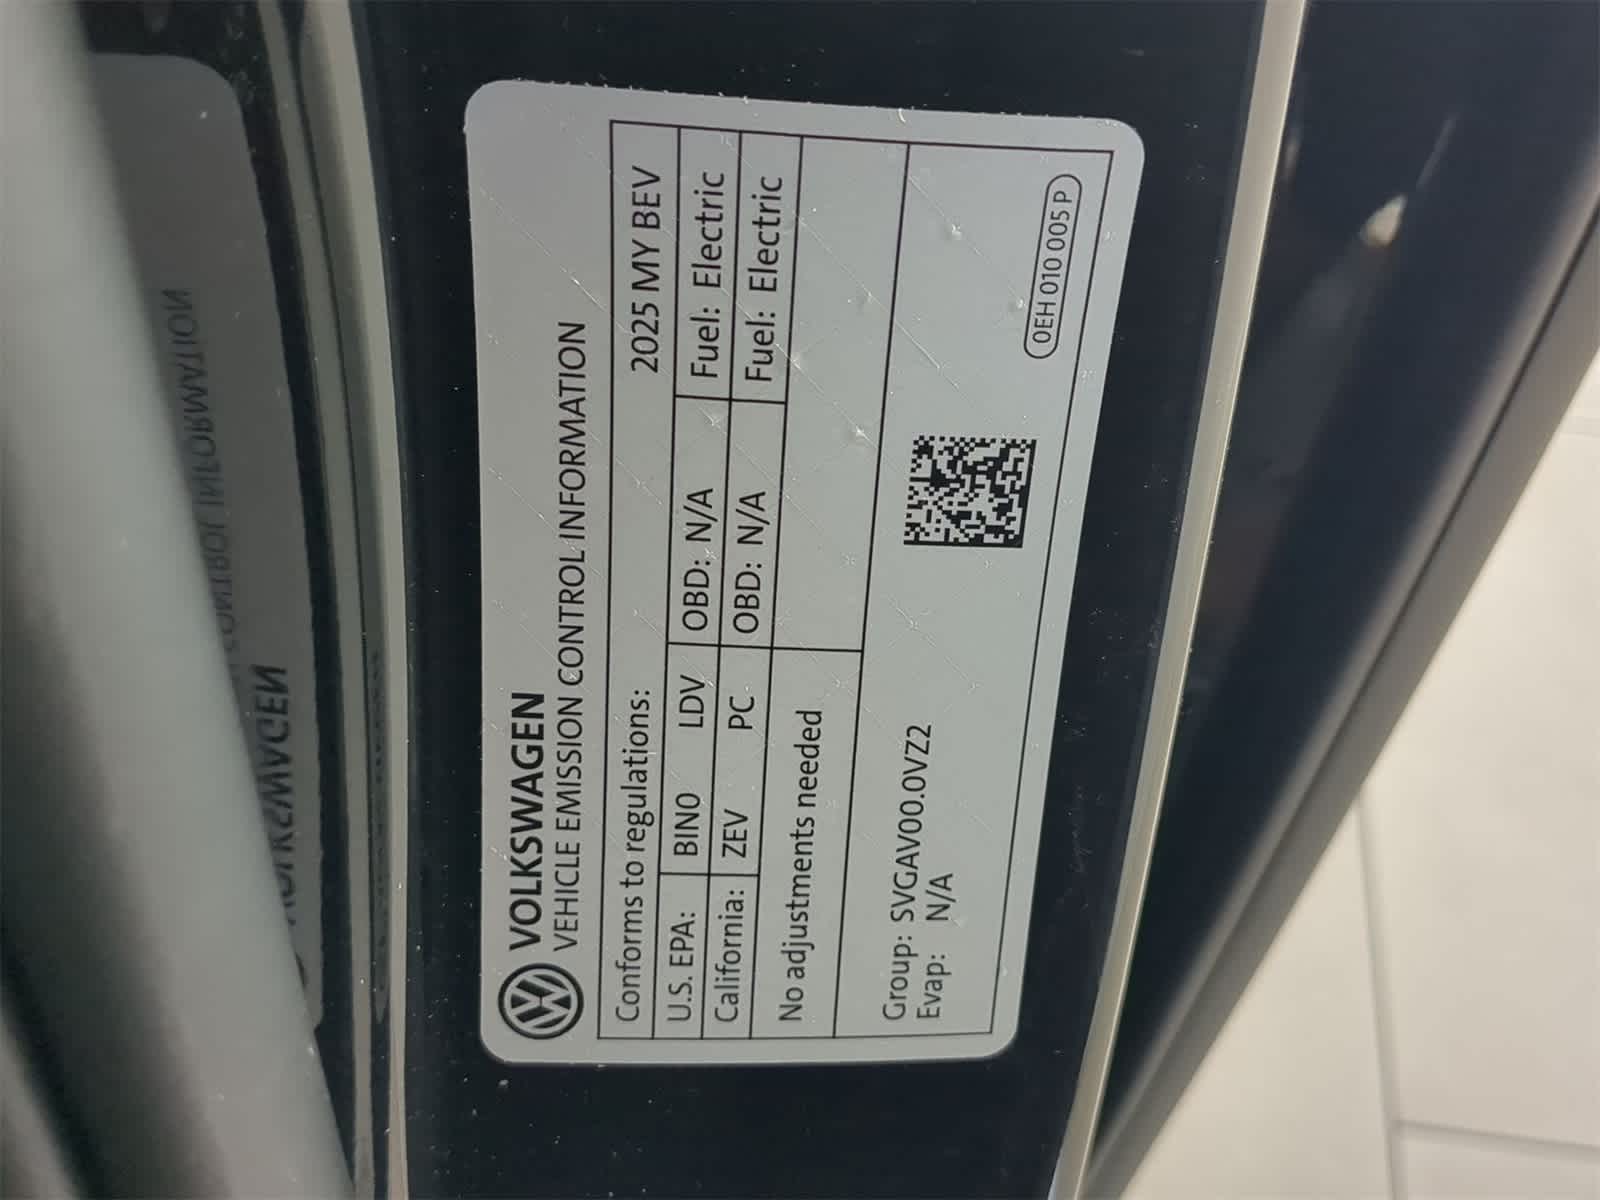 VOLKSWAGEN
VEHICLE EMISSION CONTROL INFORMATION
Conforms to regulations: 2025 MY BEV
U.S. EPA: BIN0 LDV OBD: N/A Fuel: Electric
California: ZEV PC OBD: N/A Fuel: Electric
No adjustments needed
Group: SVGAV00.0VZ2
Evap: N/A
0EH 010 005 P